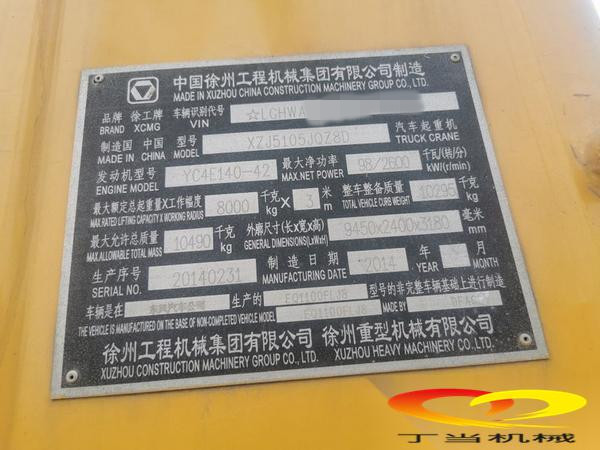 中国徐州工程机械集团有限公司制造
MADE IN XUZHOU CHINA CONSTRUCTION MACHINERY GROUP CO., LTD.
品牌 徐工牌 车辆识别代号 ☆LGHWA
BRAND XCMG VIN
制造国 中国 型号 XZJ5105JQZ8D 汽车起重机
MADE IN CHINA MODEL TRUCK CRANE
发动机型号 YC4E140-42 最大净功率 98/2600 千瓦/(转/分)
ENGINE MODEL MAX.NET POWER kW/(r/min)
最大额定总起重量X工作幅度 8000 千克 X 3 米 整车整备质量 10295 千克
MAX.RATED LIFTING CAPACITY X WORKING RADIUS kg m TOTAL VEHICLE CURB WEIGHT kg
最大允许总质量 10490 千克 外廓尺寸(长X宽X高) 9450x2400x3180 毫米
MAX.ALLOWABLE TOTAL MASS kg GENERAL DIMENSIONS(LxWxH) mm
生产序号 20140231 制造日期 2014 年 月
SERIAL NO. MANUFACTURING DATE YEAR MONTH
车辆是在 东风汽车公司 生产的 EQ1100FLJ8 型号的非完整车辆基础上进行制造
THE VEHICLE IS MANUFACTURED ON THE BASE OF NON-COMPLETED VEHICLE MODEL EQ1100FLJ8 MADE BY
徐州工程机械集团有限公司 徐州重型机械有限公司
XUZHOU CONSTRUCTION MACHINERY GROUP CO., LTD. XUZHOU HEAVY MACHINERY CO., LTD.
丁当机械